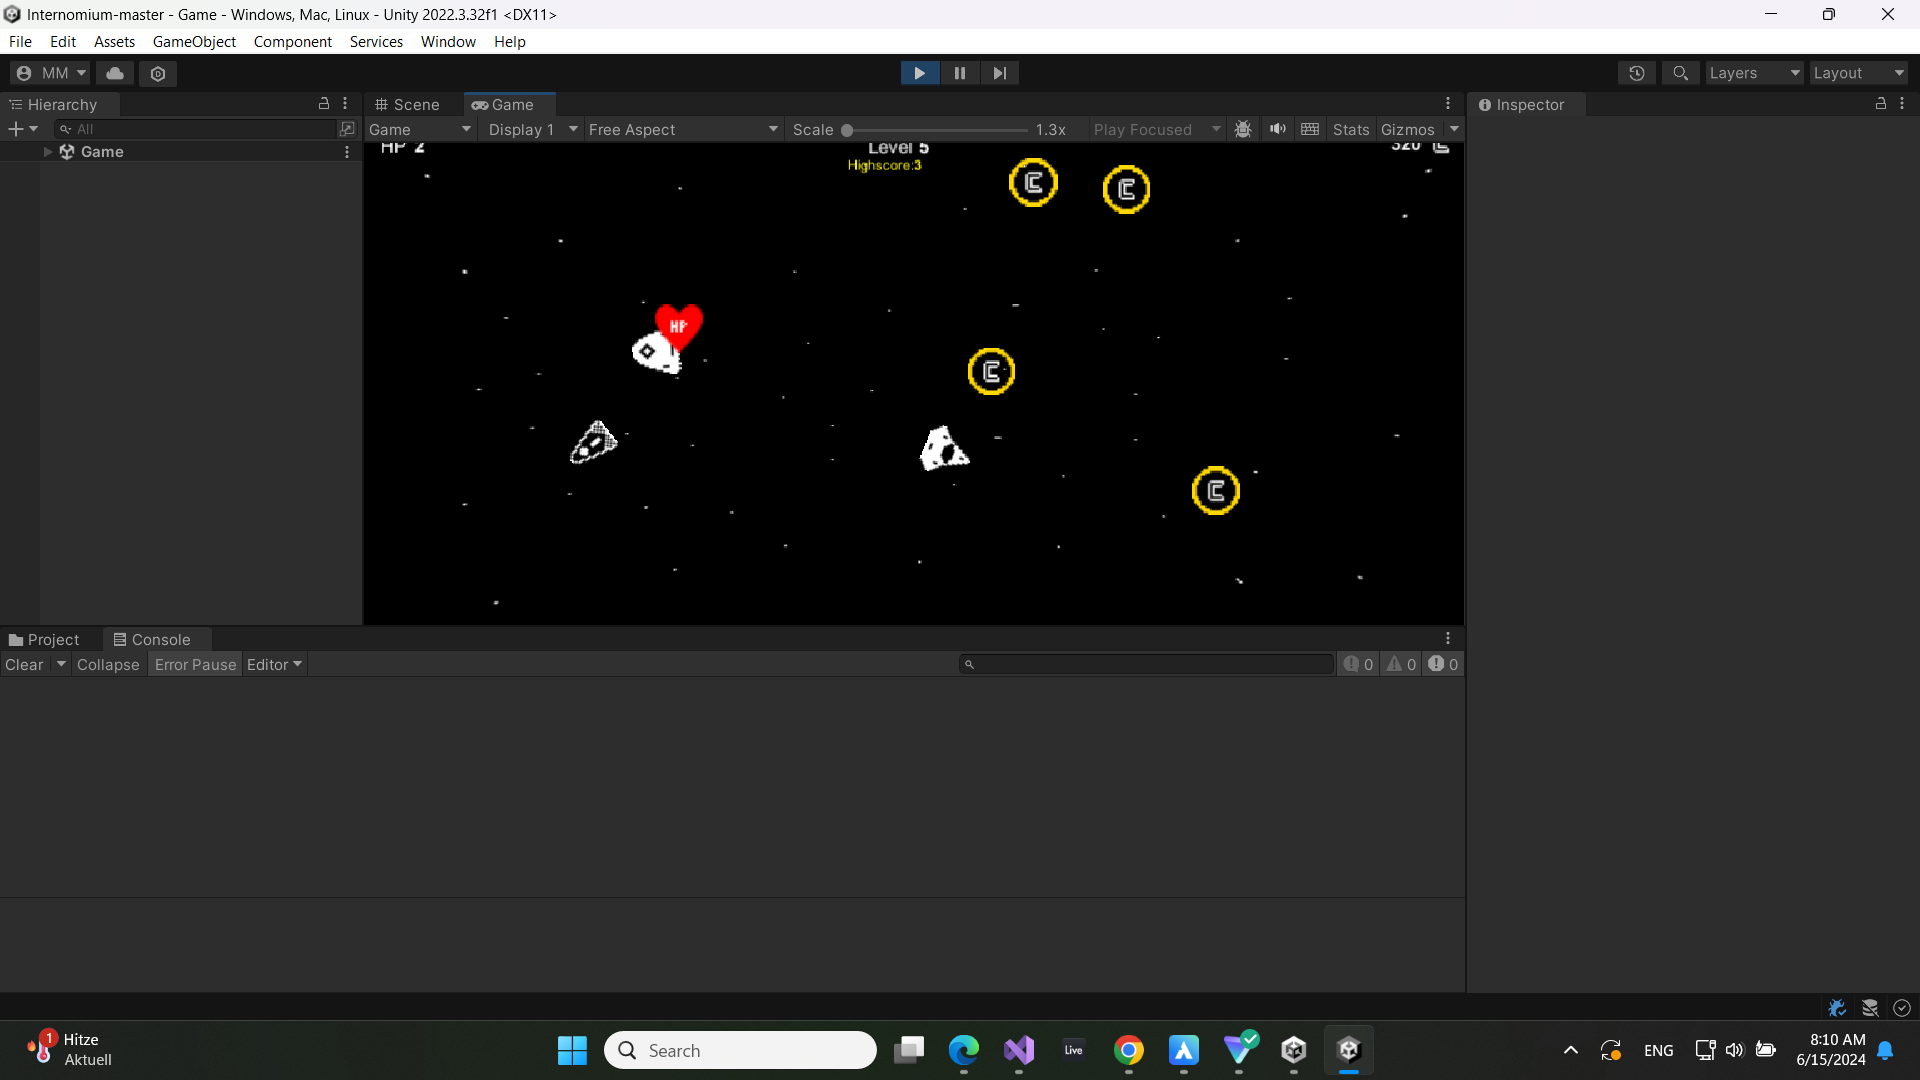 Internomium-master - Game - Windows, Mac, Linux - Unity 2022.3.32f1 <DX11>
File Edit Assets GameObject Component Services Window Help
MM Layers Layout
Hierarchy Scene Game Inspector
All Game Display 1 Free Aspect Scale 1.3x Play Focused Stats Gizmos
Game
HP 2 Level 5 320 C
Highscore:3
C C
HP
C
C
Project Console
Clear Collapse Error Pause Editor 0 0 0
1 Hitze
Aktuell
Search
Live
ENG
8:10 AM
6/15/2024